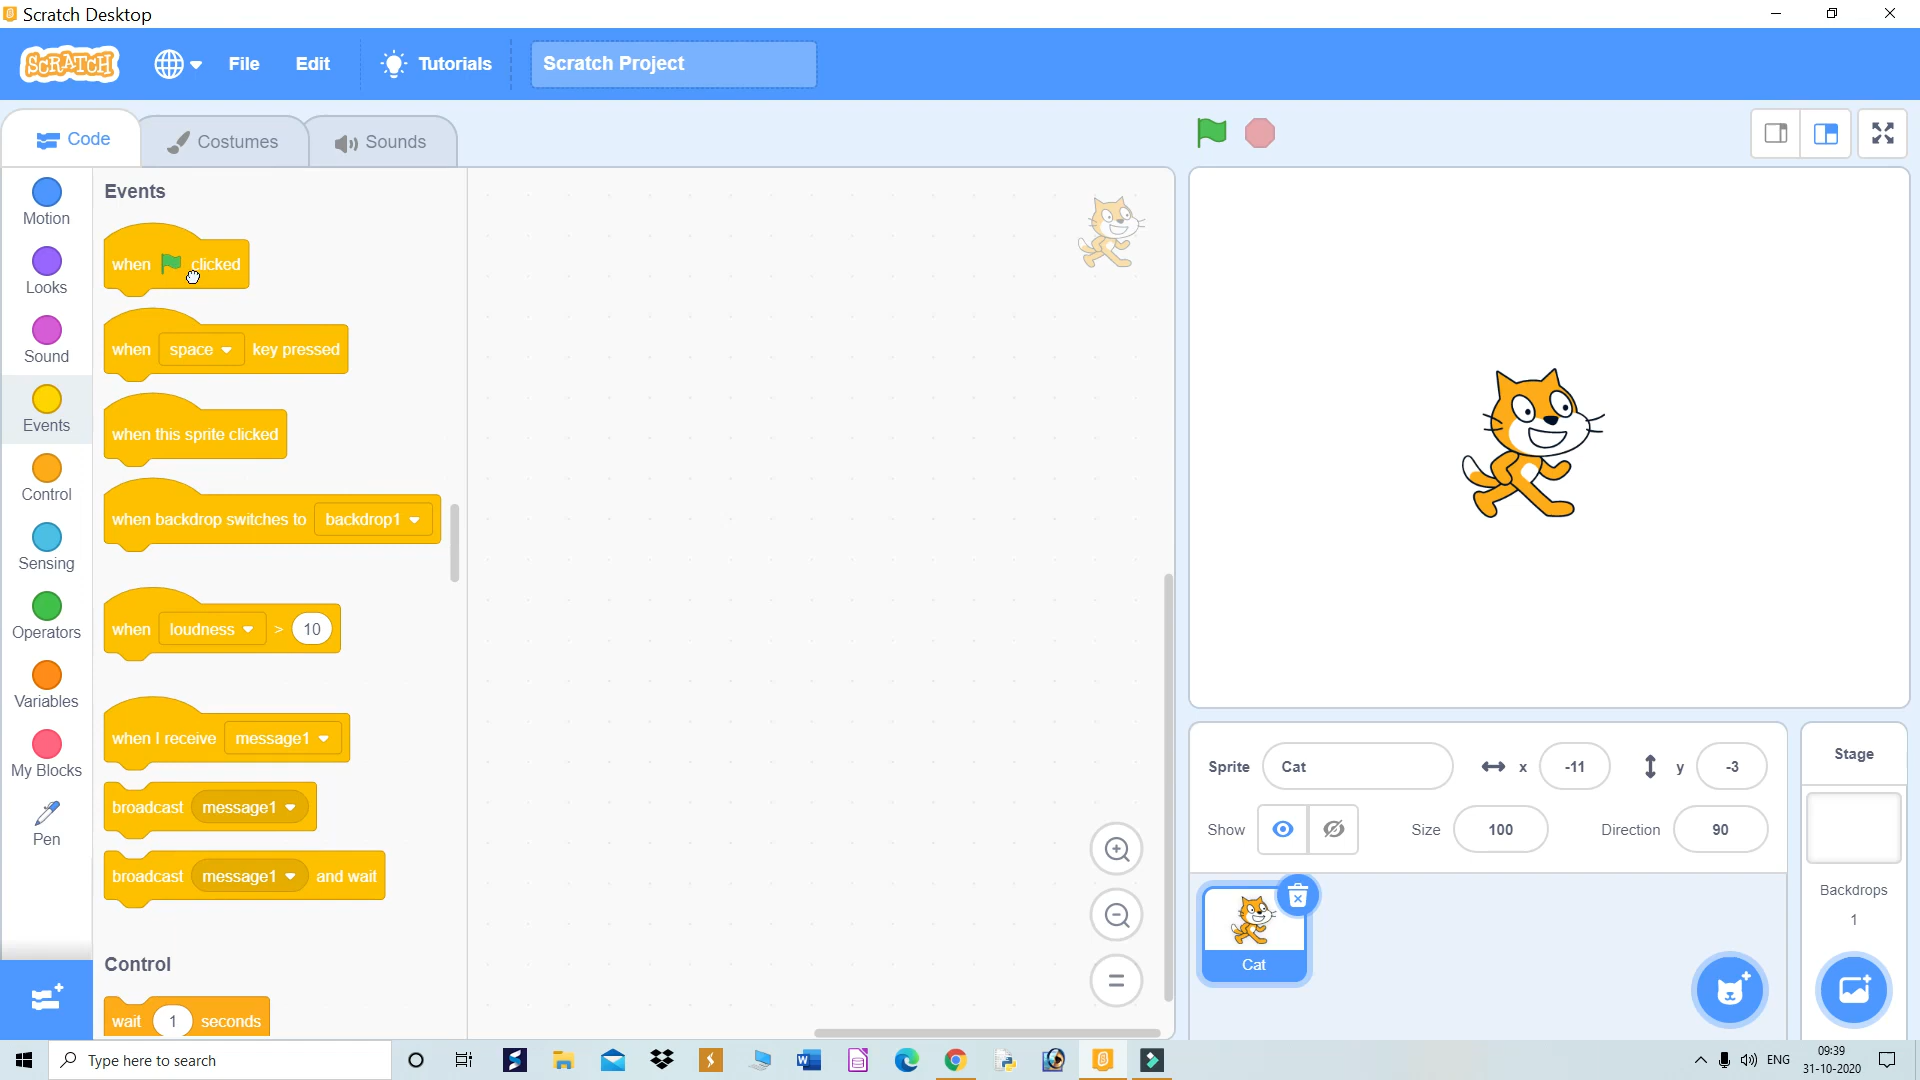 Scratch Desktop
SCRATCH File Edit Tutorials Scratch Project
Code Costumes Sounds
Motion
Looks
Sound
Events
Control
Sensing
Operators
Variables
My Blocks
Pen
Events
when clicked
when space key pressed
when this sprite clicked
when backdrop switches to backdrop1
when loudness > 10
when I receive message1
broadcast message1
broadcast message1 and wait
Control
wait 1 seconds
Sprite Cat x -11 y -3
Show Size 100 Direction 90
Cat
Stage
Backdrops
1
Type here to search
ENG
09:39
31-10-2020